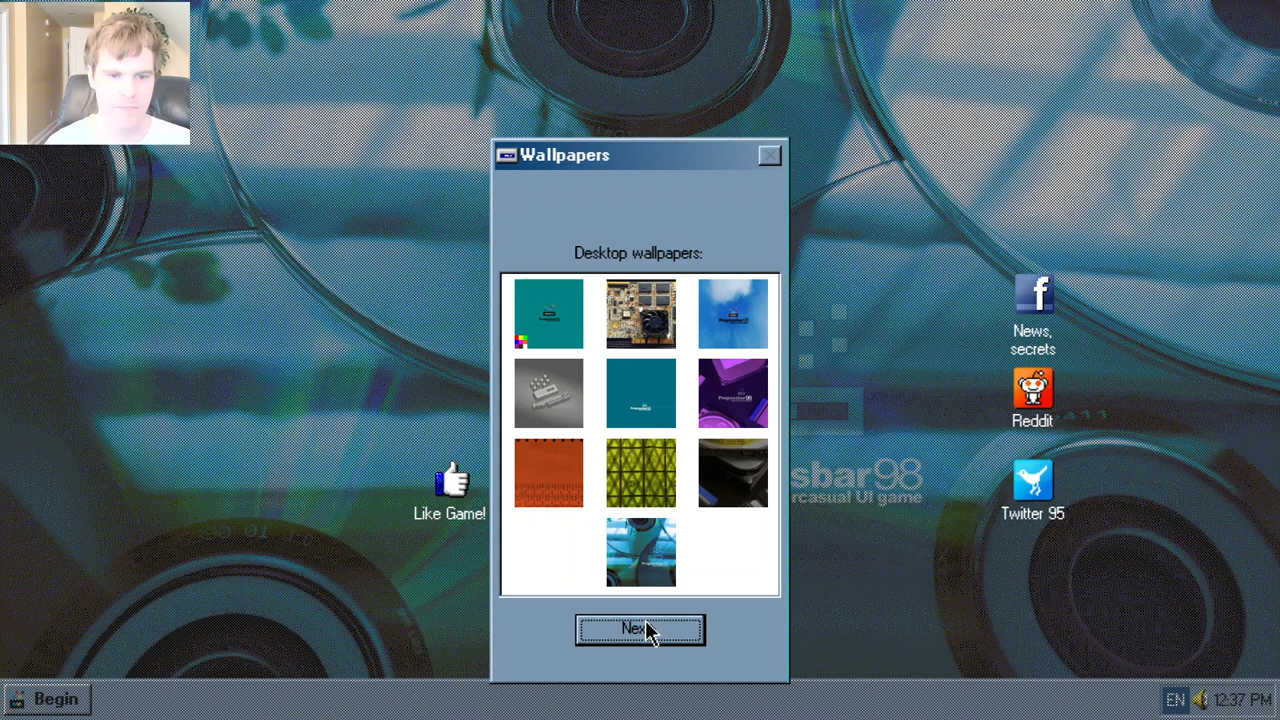 Wallpapers
Desktop wallpapers:
Next
Like Game!
News,
secrets
Reddit
Twitter 95
sbar98
rcasual UI game
Begin
EN
12:37 PM